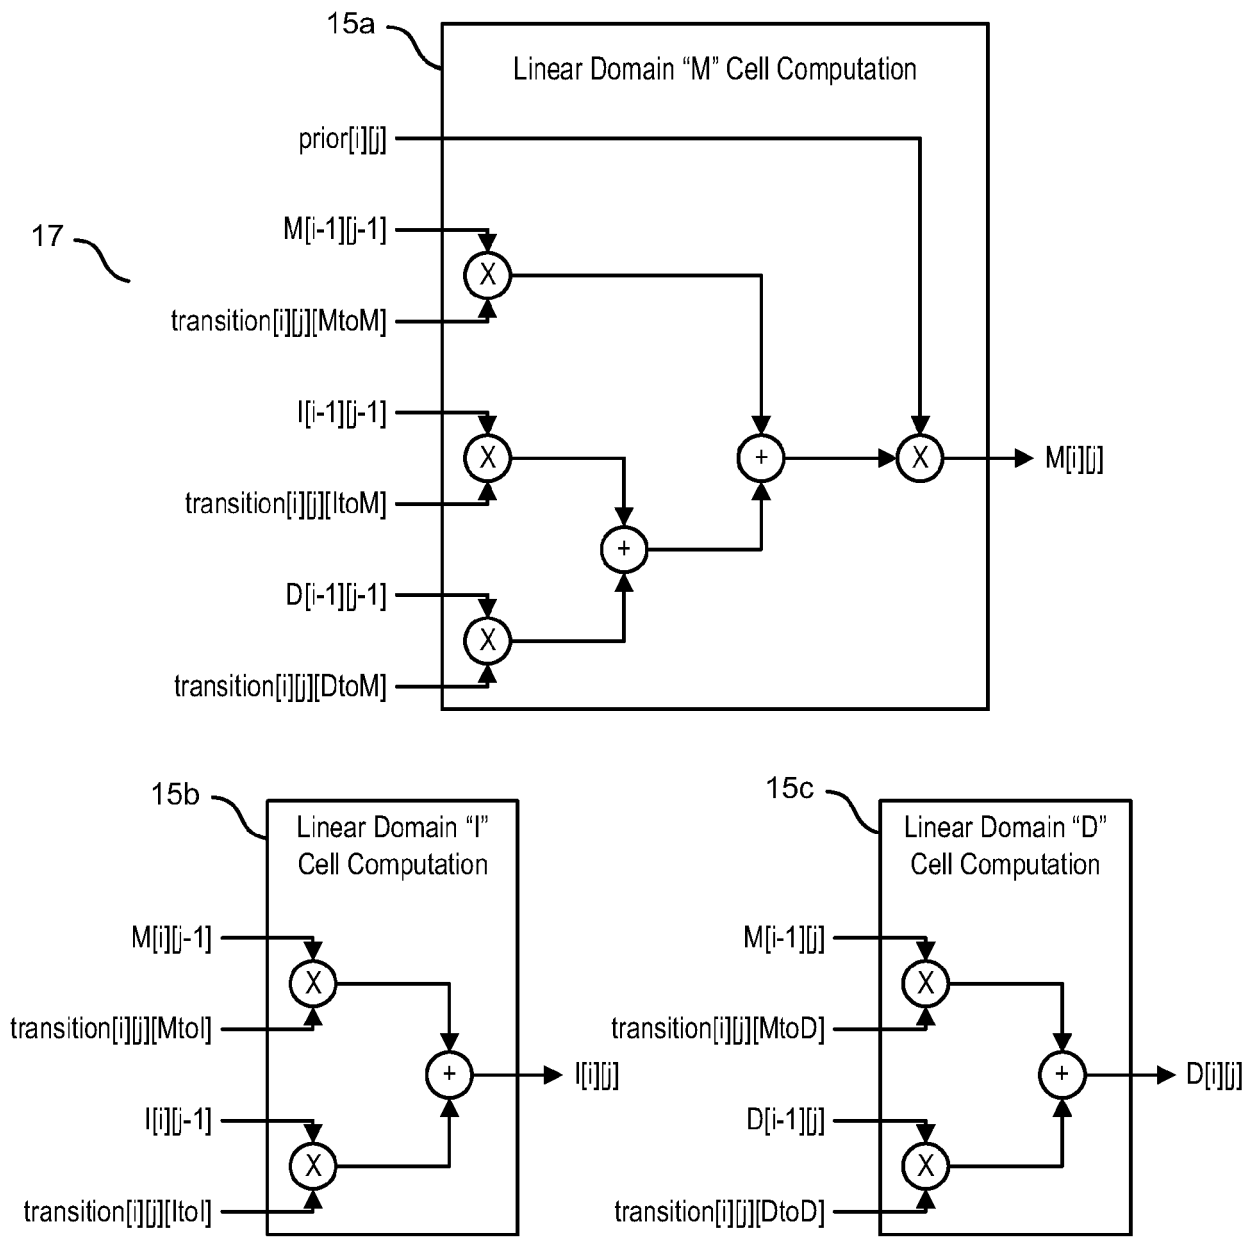 15a
Linear Domain “M” Cell Computation
prior[i][j]
M[i-1][j-1]
17
X
transition[i][j][MtoM]
I[i-1][j-1]
X
+
X
M[i][j]
transition[i][j][ItoM]
+
D[i-1][j-1]
X
transition[i][j][DtoM]
15b
Linear Domain “I”
Cell Computation
M[i][j-1]
X
transition[i][j][MtoI]
+
I[i][j]
I[i][j-1]
X
transition[i][j][ItoI]
15c
Linear Domain “D”
Cell Computation
M[i-1][j]
X
transition[i][j][MtoD]
+
D[i][j]
D[i-1][j]
X
transition[i][j][DtoD]